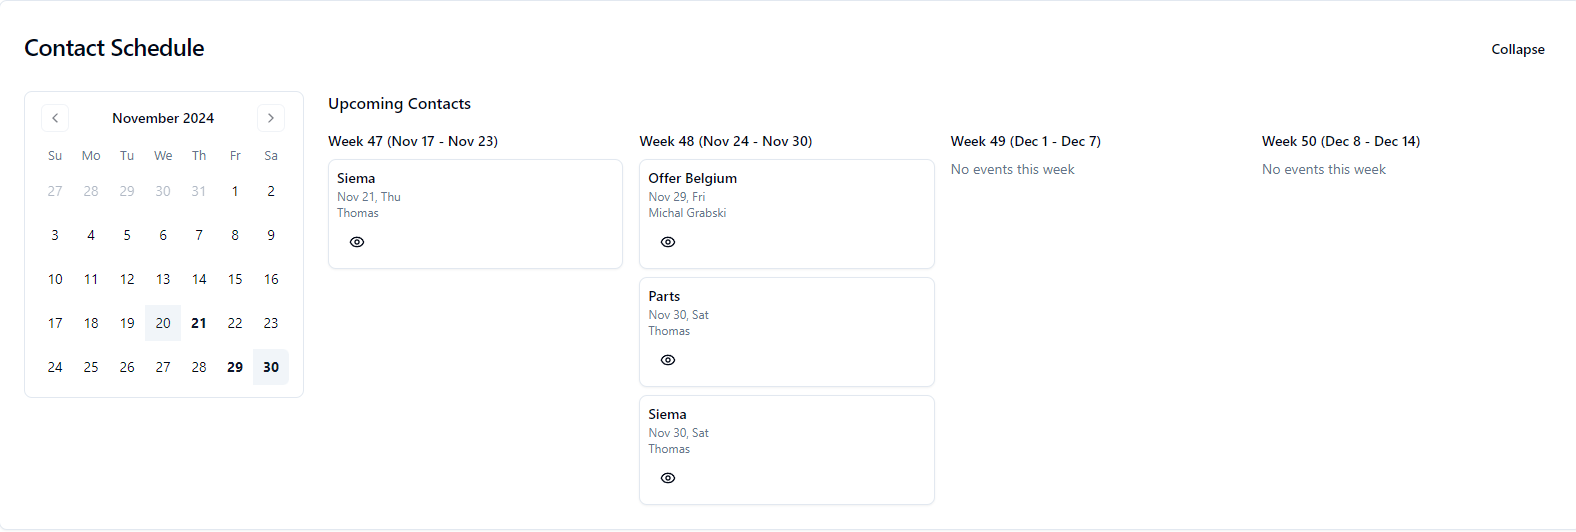 Contact Schedule
Collapse
November 2024
Su Mo Tu We Th Fr Sa
27 28 29 30 31 1 2
3 4 5 6 7 8 9
10 11 12 13 14 15 16
17 18 19 20 21 22 23
24 25 26 27 28 29 30
Upcoming Contacts
Week 47 (Nov 17 - Nov 23)
Siema
Nov 21, Thu
Thomas
Week 48 (Nov 24 - Nov 30)
Offer Belgium
Nov 29, Fri
Michal Grabski
Parts
Nov 30, Sat
Thomas
Siema
Nov 30, Sat
Thomas
Week 49 (Dec 1 - Dec 7)
No events this week
Week 50 (Dec 8 - Dec 14)
No events this week